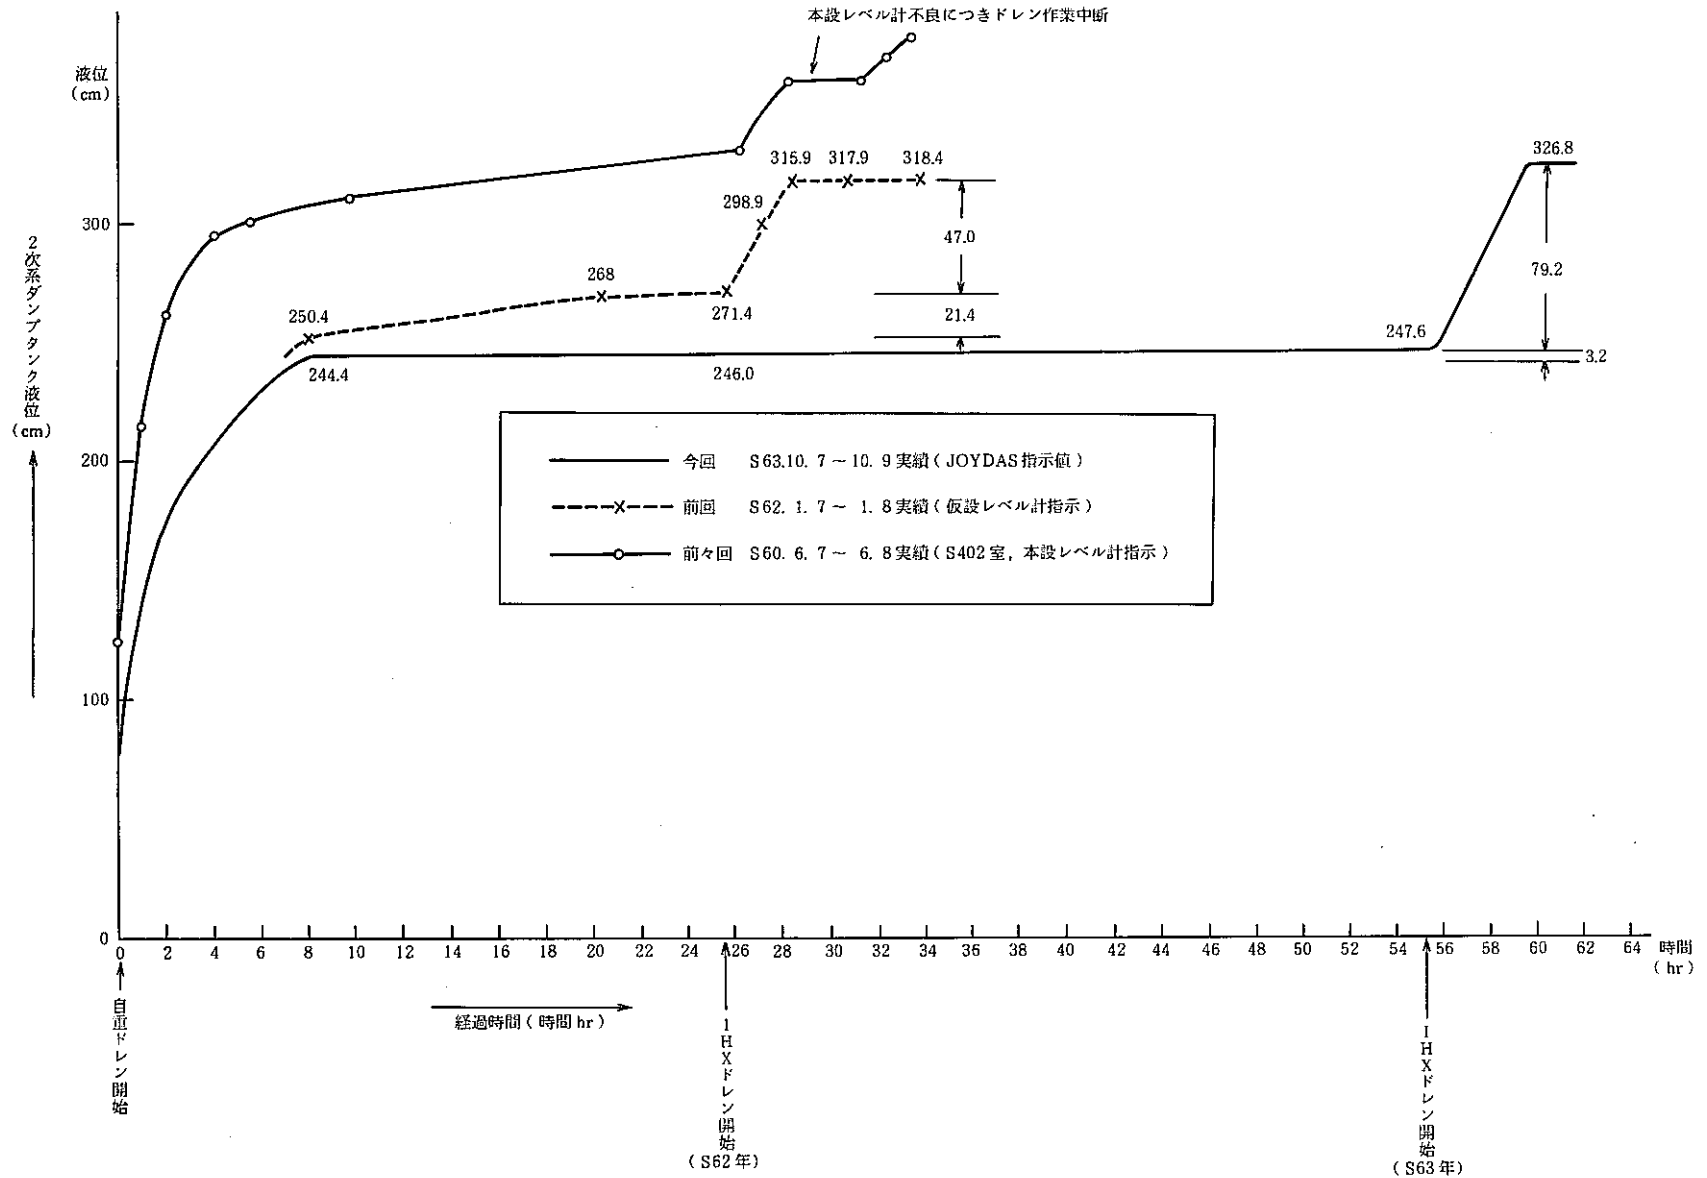 本設レベル計不良につきドレン作業中断
液位
(cm)
300
200
100
0
2次系ダンプタンク液位
(cm)
315.9
317.9
318.4
298.9
268
271.4
250.4
244.4
246.0
47.0
21.4
326.8
79.2
247.6
3.2
今回 S63.10.7〜10.9実績(JOYDAS指示値)
前回 S62.1.7〜1.8実績(仮設レベル計指示)
前々回 S60.6.7〜6.8実績(S402室,本設レベル計指示)
0 2 4 6 8 10 12 14 16 18 20 22 24 26 28 30 32 34 36 38 40 42 44 46 48 50 52 54 56 58 60 62 64 時間
(hr)
自重ドレン開始
経過時間(時間hr)
IHXドレン開始
(S62年)
IHXドレン開始
(S63年)